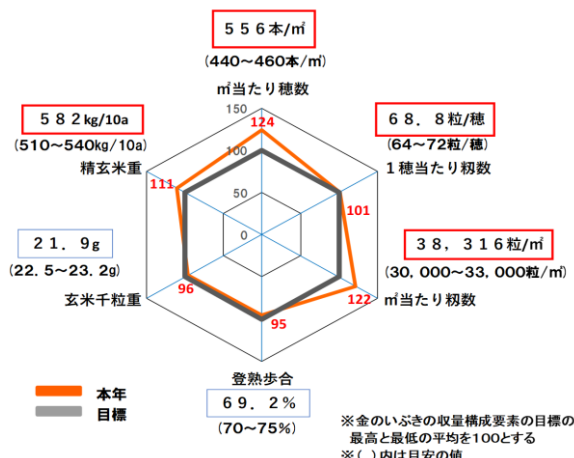 ５５６本/㎡
(440～460本/㎡)
㎡当たり穂数
５８２kg/10a
(510～540kg/10a)
精玄米重
６８．８粒/穂
(64～72粒/穂)
1穂当たり籾数
150
124
100
111
101
50
0
２１．９g
(22.5～23.2g)
玄米千粒重
３８，３１６粒/㎡
(30,000～33,000粒/㎡)
㎡当たり籾数
96
122
95
登熟歩合
６９．２%
(70～75%)
本年
目標
※金のいぶきの収量構成要素の目標の
最高と最低の平均を100とする
※( )内は目安の値